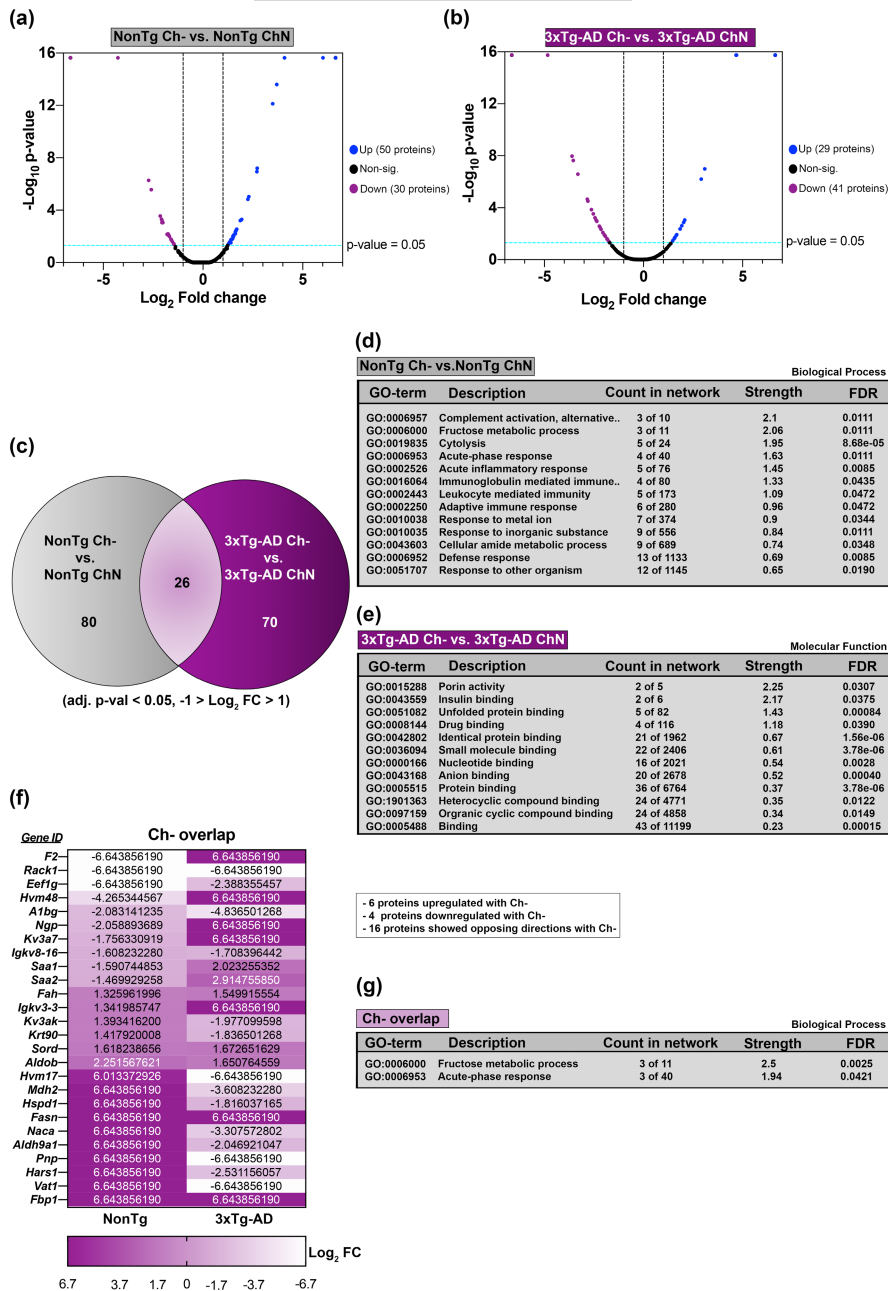 (a)
NonTg Ch- vs. NonTg ChN
16
12
8
4
0
-Log10 p-value
-5
0
5
Log2 Fold change
Up (50 proteins)
Non-sig.
Down (30 proteins)
p-value = 0.05
(b)
3xTg-AD Ch- vs. 3xTg-AD ChN
16
12
8
4
0
-Log10 p-value
-5
0
5
Log2 Fold change
Up (29 proteins)
Non-sig.
Down (41 proteins)
p-value = 0.05
(c)
NonTg Ch-
vs.
NonTg ChN
80
26
3xTg-AD Ch-
vs.
3xTg-AD ChN
70
(adj. p-val < 0.05, -1 > Log2 FC > 1)
(d)
NonTg Ch- vs.NonTg ChN
Biological Process
GO-term Description Count in network Strength FDR
GO:0006957 Complement activation, alternative.. 3 of 10 2.1 0.0111
GO:0006000 Fructose metabolic process 3 of 11 2.06 0.0111
GO:0019835 Cytolysis 5 of 24 1.95 8.68e-05
GO:0006953 Acute-phase response 4 of 40 1.63 0.0111
GO:0002526 Acute inflammatory response 5 of 76 1.45 0.0085
GO:0016064 Immunoglobulin mediated immune.. 4 of 80 1.33 0.0435
GO:0002443 Leukocyte mediated immunity 5 of 173 1.09 0.0472
GO:0002250 Adaptive immune response 6 of 280 0.96 0.0472
GO:0010038 Response to metal ion 7 of 374 0.9 0.0344
GO:0010035 Response to inorganic substance 9 of 556 0.84 0.0111
GO:0043603 Cellular amide metabolic process 9 of 689 0.74 0.0348
GO:0006952 Defense response 13 of 1133 0.69 0.0085
GO:0051707 Response to other organism 12 of 1145 0.65 0.0190
(e)
3xTg-AD Ch- vs. 3xTg-AD ChN
Molecular Function
GO-term Description Count in network Strength FDR
GO:0015288 Porin activity 2 of 5 2.25 0.0307
GO:0043559 Insulin binding 2 of 6 2.17 0.0375
GO:0051082 Unfolded protein binding 5 of 82 1.43 0.00084
GO:0008144 Drug binding 4 of 116 1.18 0.0390
GO:0042802 Identical protein binding 21 of 1962 0.67 1.56e-06
GO:0036094 Small molecule binding 22 of 2406 0.61 3.78e-06
GO:0000166 Nucleotide binding 16 of 2021 0.54 0.0028
GO:0043168 Anion binding 20 of 2678 0.52 0.00040
GO:0005515 Protein binding 36 of 6764 0.37 3.78e-06
GO:1901363 Heterocyclic compound binding 24 of 4771 0.35 0.0122
GO:0097159 Orrganic cyclic compound binding 24 of 4858 0.34 0.0149
GO:0005488 Binding 43 of 11199 0.23 0.00015
(f)
Gene ID Ch- overlap
F2 -6.643856190 6.643856190
Rack1 -6.643856190 -6.643856190
Eef1g -6.643856190 -2.388355457
Hvm48 -4.265344567 6.643856190
A1bg -2.083141235 -4.836501268
Ngp -2.058893689 6.643856190
Kv3a7 -1.756330919 6.643856190
Igkv8-16 -1.608232280 -1.708396442
Saa1 -1.590744853 2.023255352
Saa2 -1.469929258 2.914755850
Fah 1.325961996 1.549915554
Igkv3-3 1.341985747 6.643856190
Kv3ak 1.393416200 -1.977099598
Krt90 1.417920008 -1.836501268
Sord 1.618238656 1.672651629
Aldob 2.251567621 1.650764559
Hvm17 6.013372926 -6.643856190
Mdh2 6.643856190 -3.608232280
Hspd1 6.643856190 -1.816037165
Fasn 6.643856190 6.643856190
Naca 6.643856190 -3.307572802
Aldh9a1 6.643856190 -2.046921047
Pnp 6.643856190 -6.643856190
Hars1 6.643856190 -2.531156057
Vat1 6.643856190 -6.643856190
Fbp1 6.643856190 6.643856190
NonTg 3xTg-AD
Log2 FC
6.7 3.7 1.7 0 -1.7 -3.7 -6.7
- 6 proteins upregulated with Ch-
- 4 proteins downregulated with Ch-
- 16 proteins showed opposing directions with Ch-
(g)
Ch- overlap
Biological Process
GO-term Description Count in network Strength FDR
GO:0006000 Fructose metabolic process 3 of 11 2.5 0.0025
GO:0006953 Acute-phase response 3 of 40 1.94 0.0421